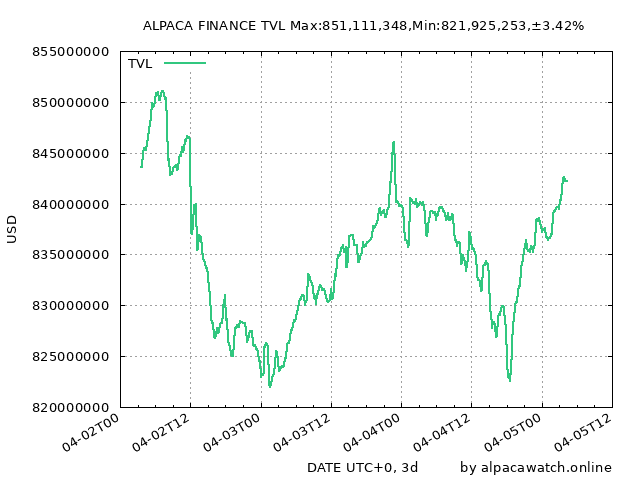 ALPACA FINANCE TVL Max:851,111,348,Min:821,925,253,±3.42%
TVL
855000000
850000000
845000000
840000000
835000000
830000000
825000000
820000000
USD
04-02T00
04-02T12
04-03T00
04-03T12
04-04T00
04-04T12
04-05T00
04-05T12
DATE UTC+0, 3d
by alpacawatch.online